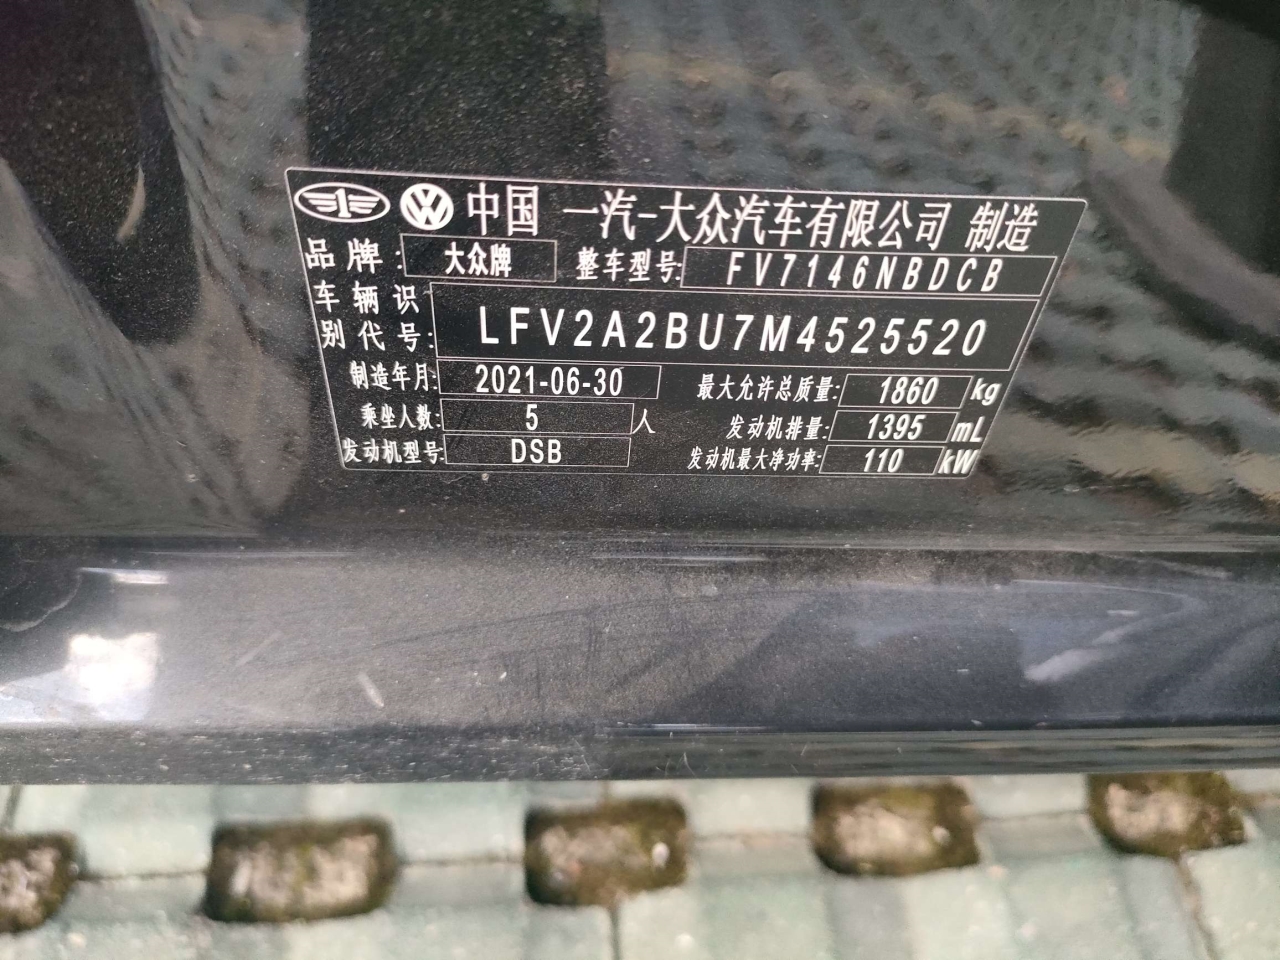 中国 一汽-大众汽车有限公司 制造
品牌: 大众牌 整车型号: FV7146NBDCB
车辆识别代号: LFV2A2BU7M4525520
制造年月: 2021-06-30 最大允许总质量: 1860 kg
乘坐人数: 5 人 发动机排量: 1395 mL
发动机型号: DSB 发动机最大净功率: 110 kW